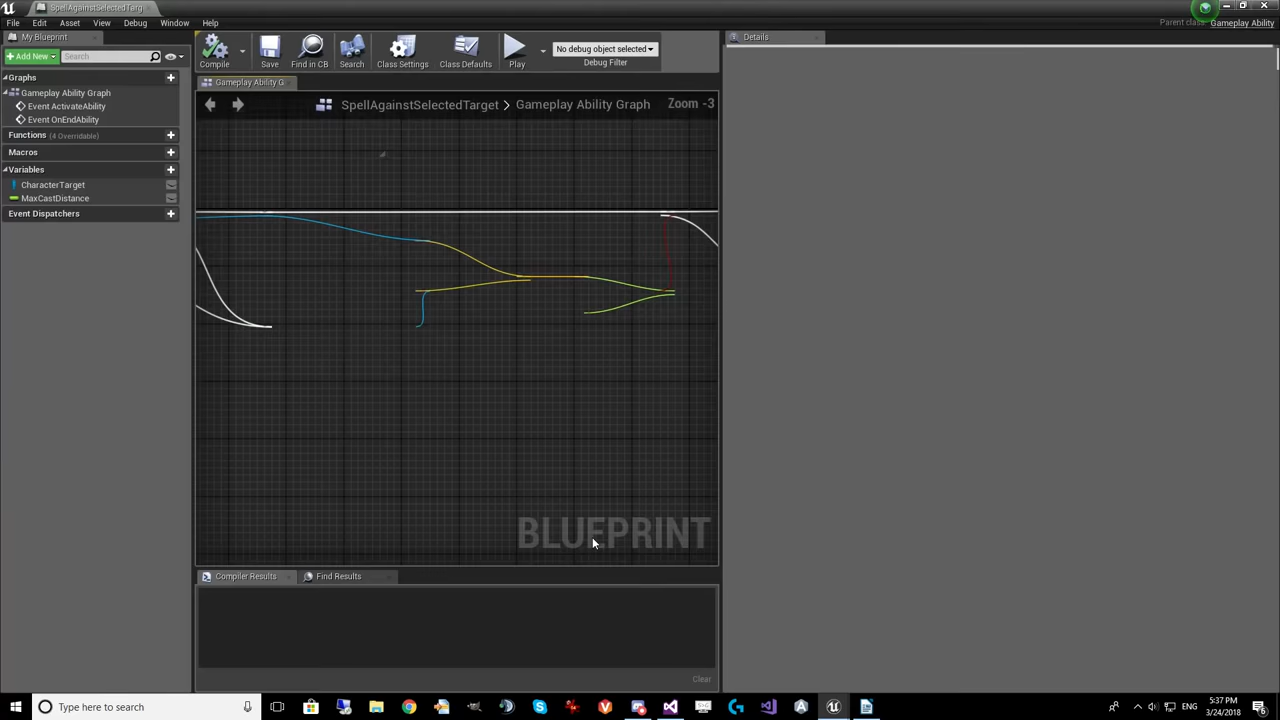 SpellAgainstSelectedTarg
File Edit Asset View Debug Window Help
Parent class: Gameplay Ability
My Blueprint
Details
+Add New
Search
Compile Save Find in CB Search Class Settings Class Defaults Play
No debug object selected
Debug Filter
Graphs
Gameplay Ability Graph
Event ActivateAbility
Event OnEndAbility
Functions (4 Overridable)
Macros
Variables
CharacterTarget
MaxCastDistance
Event Dispatchers
Gameplay Ability G
SpellAgainstSelectedTarget > Gameplay Ability Graph
Zoom -3
BLUEPRINT
Compiler Results
Find Results
Clear
Type here to search
ENG
5:37 PM
3/24/2018